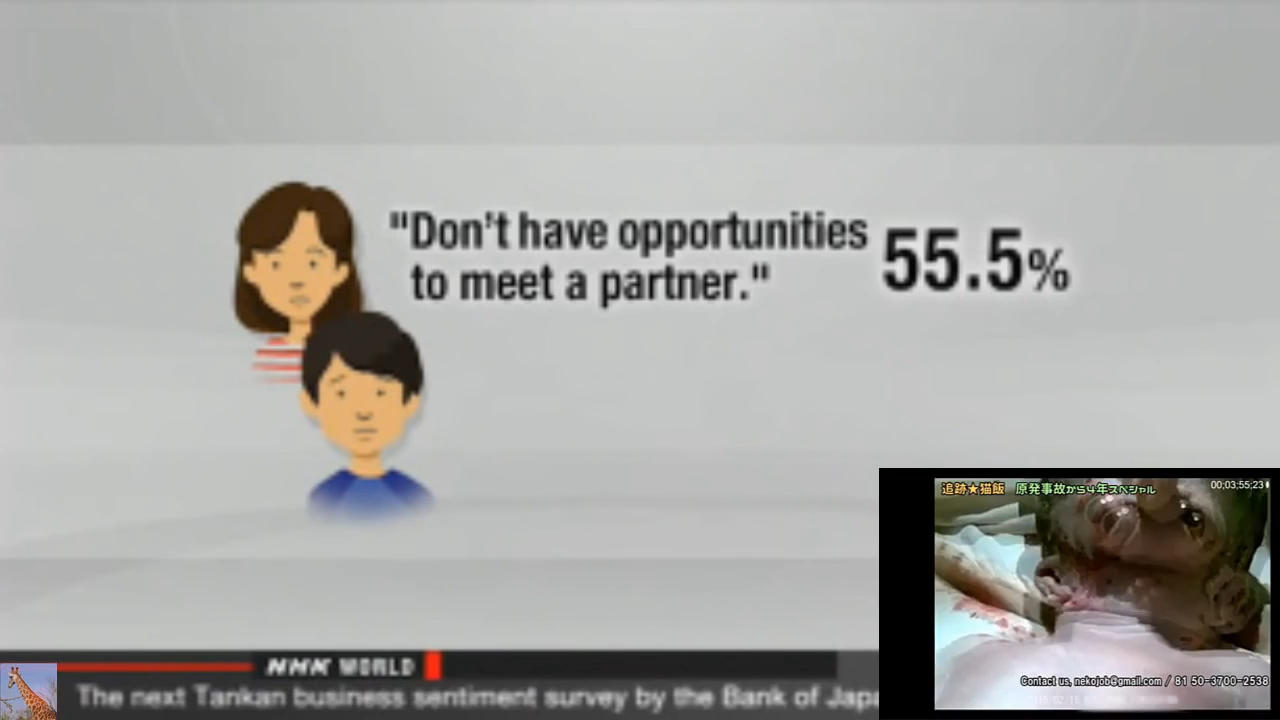 "Don't have opportunities
to meet a partner."
55.5%
追跡★猫飯 原発事故から4年スペシャル
00;03;55;23
Contact us, nekojob@gmail.com / 81 50-3700-2538
NHK WORLD
The next Tankan business sentiment survey by the Bank of Japa